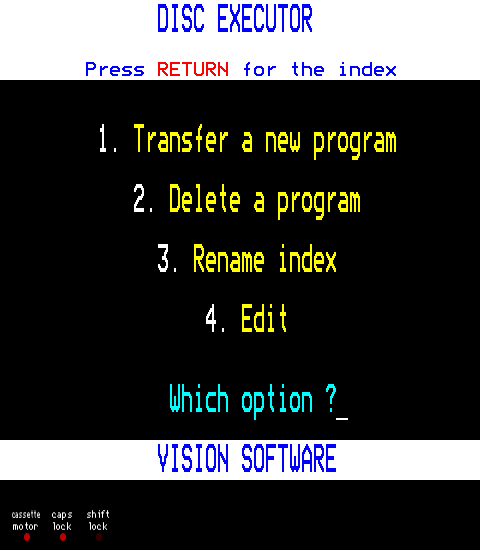 DISC EXECUTOR
Press RETURN for the index
1. Transfer a new program
2. Delete a program
3. Rename index
4. Edit
Which option ?_
VISION SOFTWARE
cassette motor
caps lock
shift lock